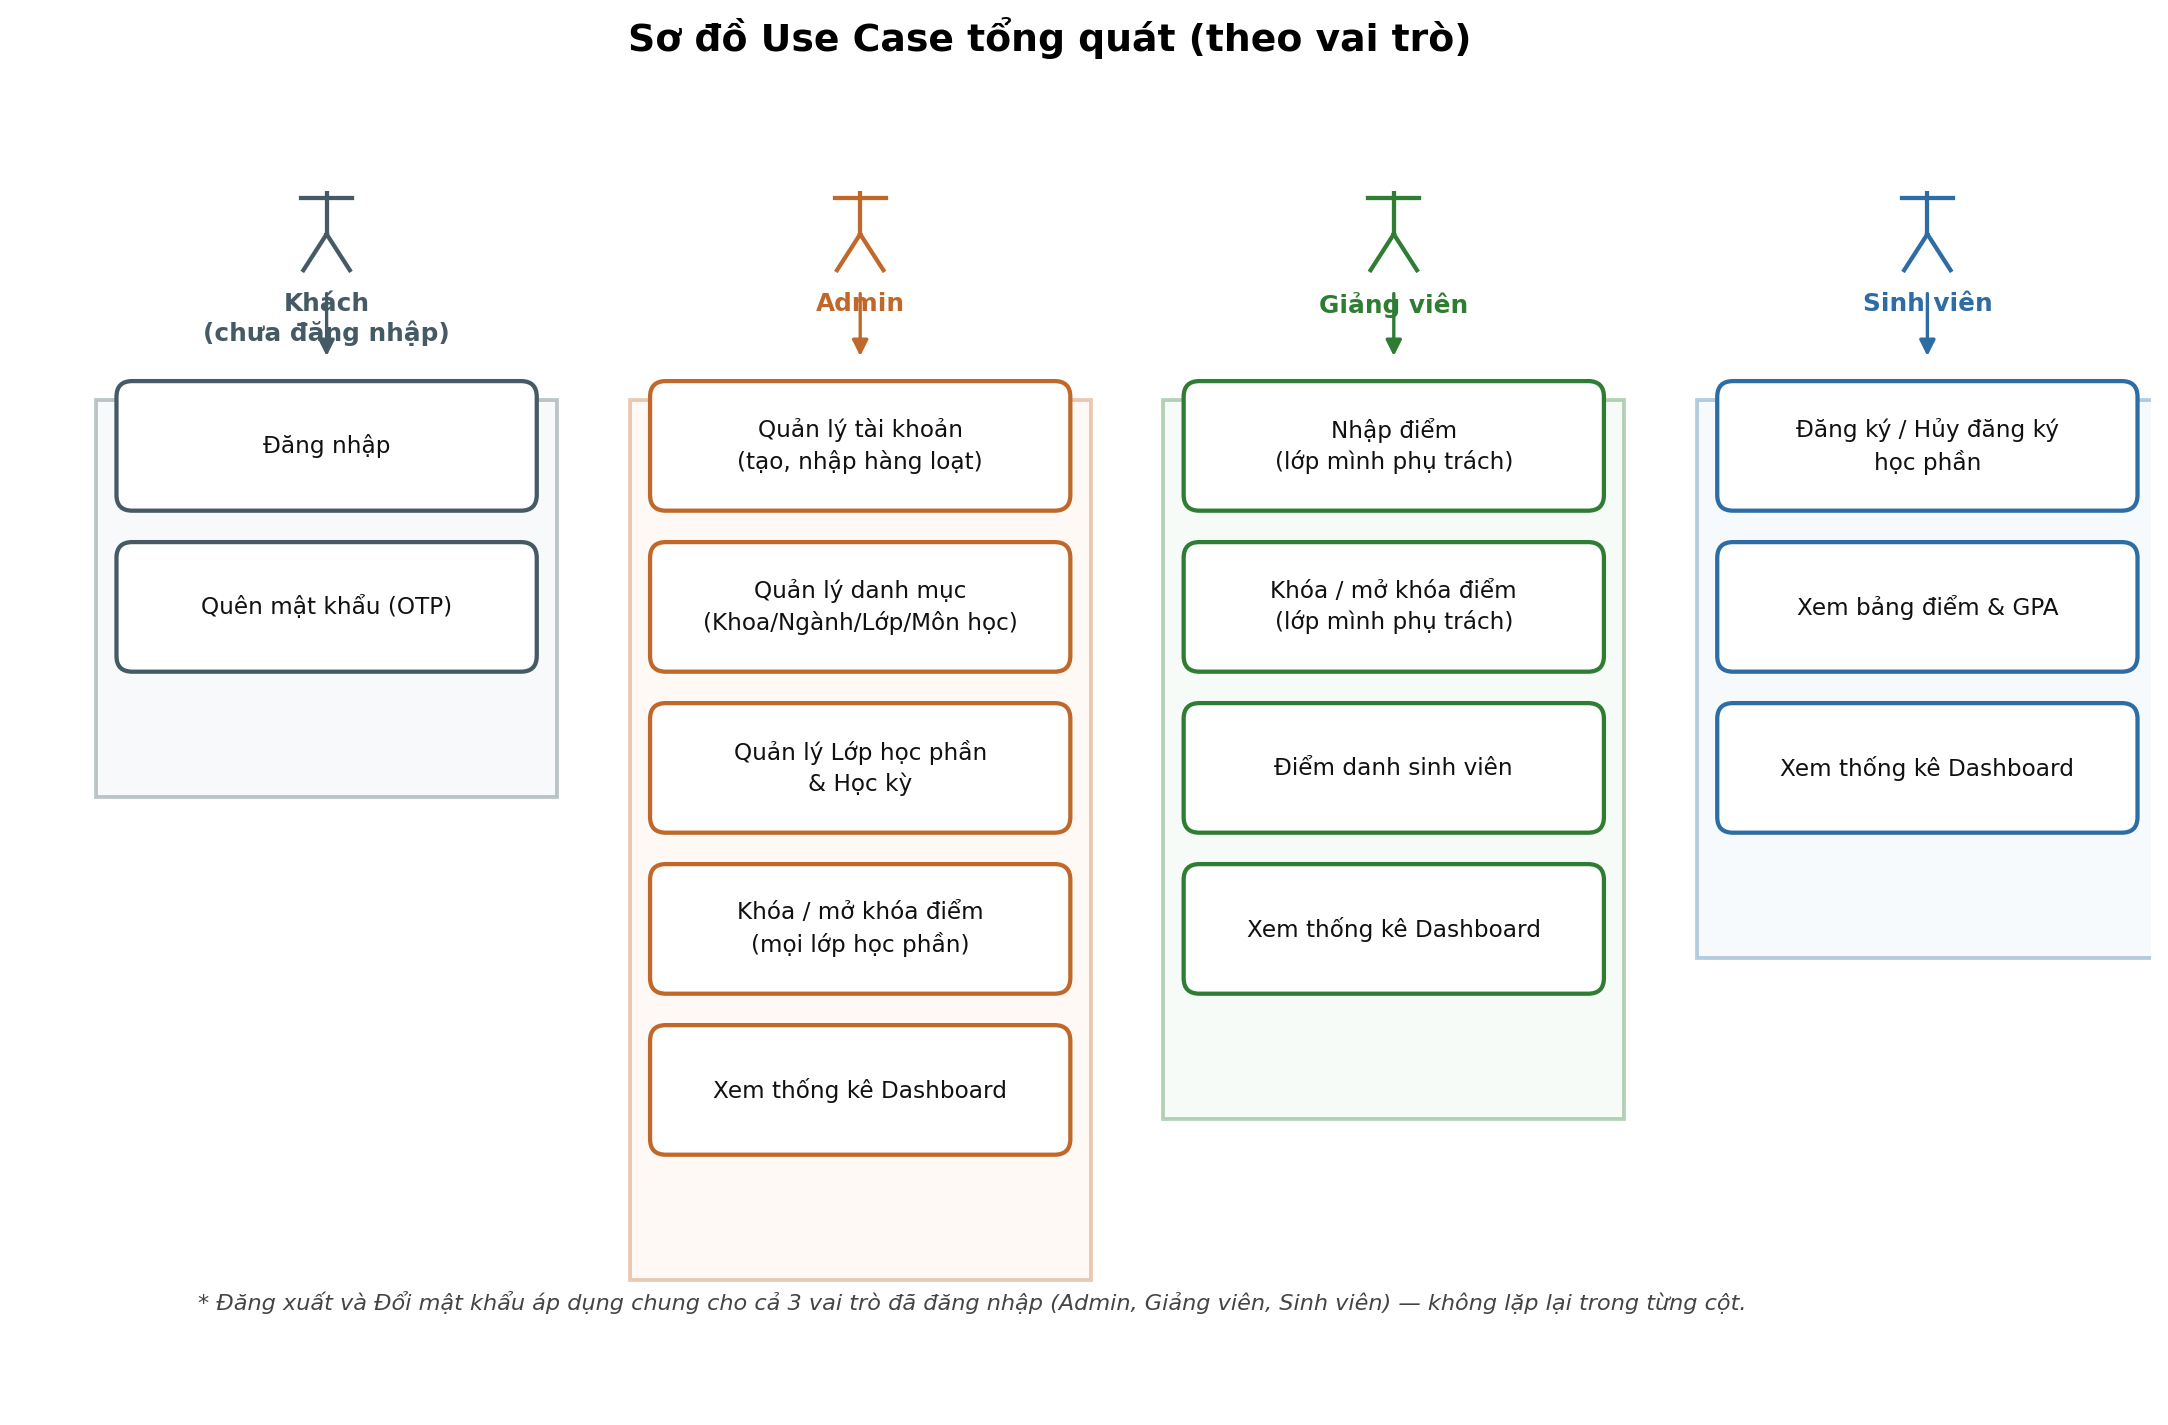 Sơ đồ Use Case tổng quát (theo vai trò)
Khách
(chưa đăng nhập)
Đăng nhập
Quên mật khẩu (OTP)
Admin
Quản lý tài khoản
(tạo, nhập hàng loạt)
Quản lý danh mục
(Khoa/Ngành/Lớp/Môn học)
Quản lý Lớp học phần
& Học kỳ
Khóa / mở khóa điểm
(mọi lớp học phần)
Xem thống kê Dashboard
Giảng viên
Nhập điểm
(lớp mình phụ trách)
Khóa / mở khóa điểm
(lớp mình phụ trách)
Điểm danh sinh viên
Xem thống kê Dashboard
Sinh viên
Đăng ký / Hủy đăng ký
học phần
Xem bảng điểm & GPA
Xem thống kê Dashboard
* Đăng xuất và Đổi mật khẩu áp dụng chung cho cả 3 vai trò đã đăng nhập (Admin, Giảng viên, Sinh viên) — không lặp lại trong từng cột.